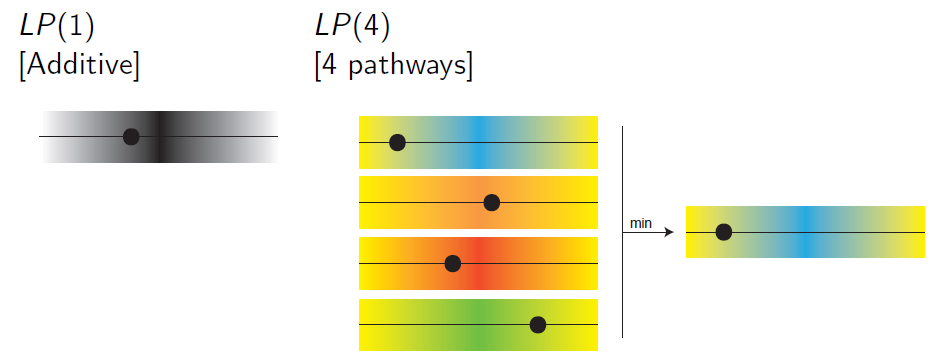 LP(1)
[Additive]
LP(4)
[4 pathways]
min